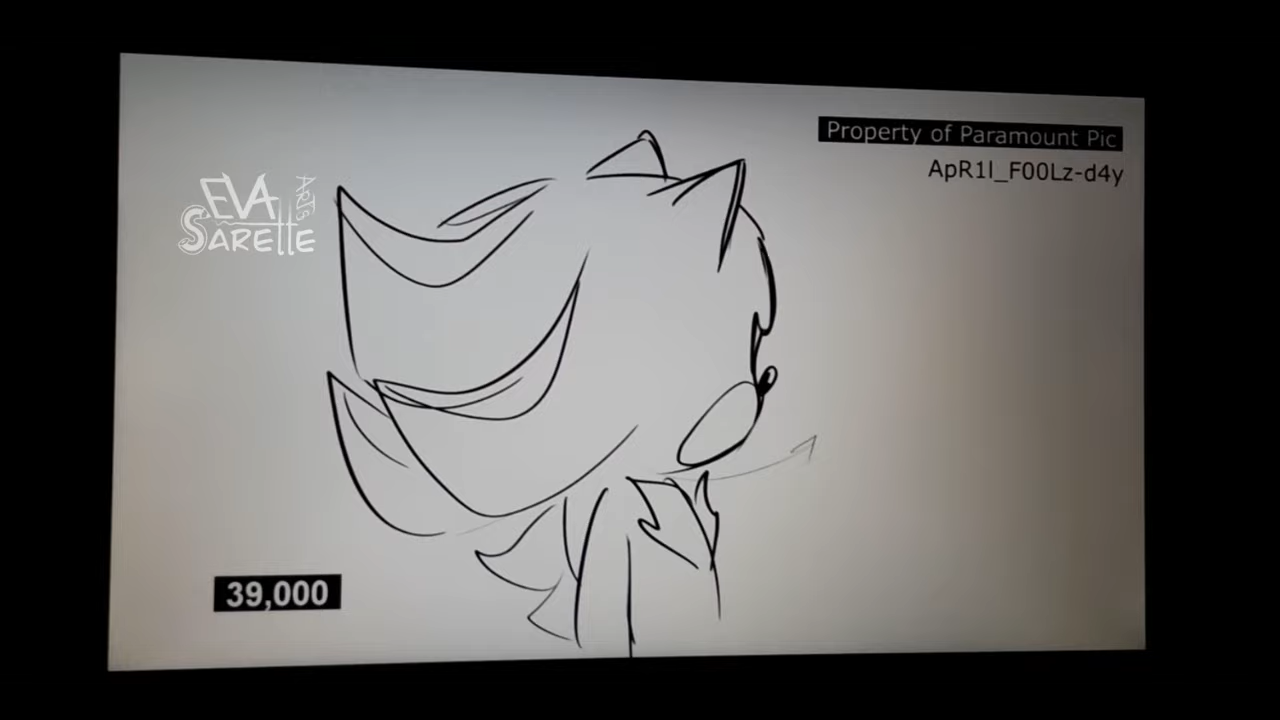 Property of Paramount Pic
ApR1l_F00Lz-d4y
EVA
SARETTE
ARTS
39,000